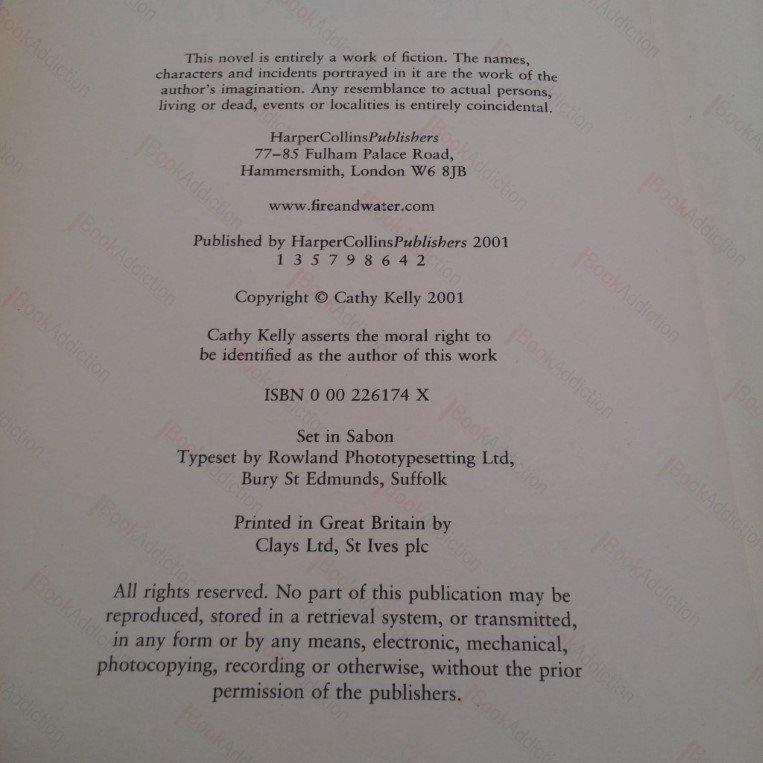 This novel is entirely a work of fiction. The names,
characters and incidents portrayed in it are the work of the
author's imagination. Any resemblance to actual persons,
living or dead, events or localities is entirely coincidental.
HarperCollinsPublishers
77–85 Fulham Palace Road,
Hammersmith, London W6 8JB
www.fireandwater.com
Published by HarperCollinsPublishers 2001
1 3 5 7 9 8 6 4 2
Copyright © Cathy Kelly 2001
Cathy Kelly asserts the moral right to
be identified as the author of this work
ISBN 0 00 226174 X
Set in Sabon
Typeset by Rowland Phototypesetting Ltd,
Bury St Edmunds, Suffolk
Printed in Great Britain by
Clays Ltd, St Ives plc
All rights reserved. No part of this publication may be
reproduced, stored in a retrieval system, or transmitted,
in any form or by any means, electronic, mechanical,
photocopying, recording or otherwise, without the prior
permission of the publishers.
BookAddiction